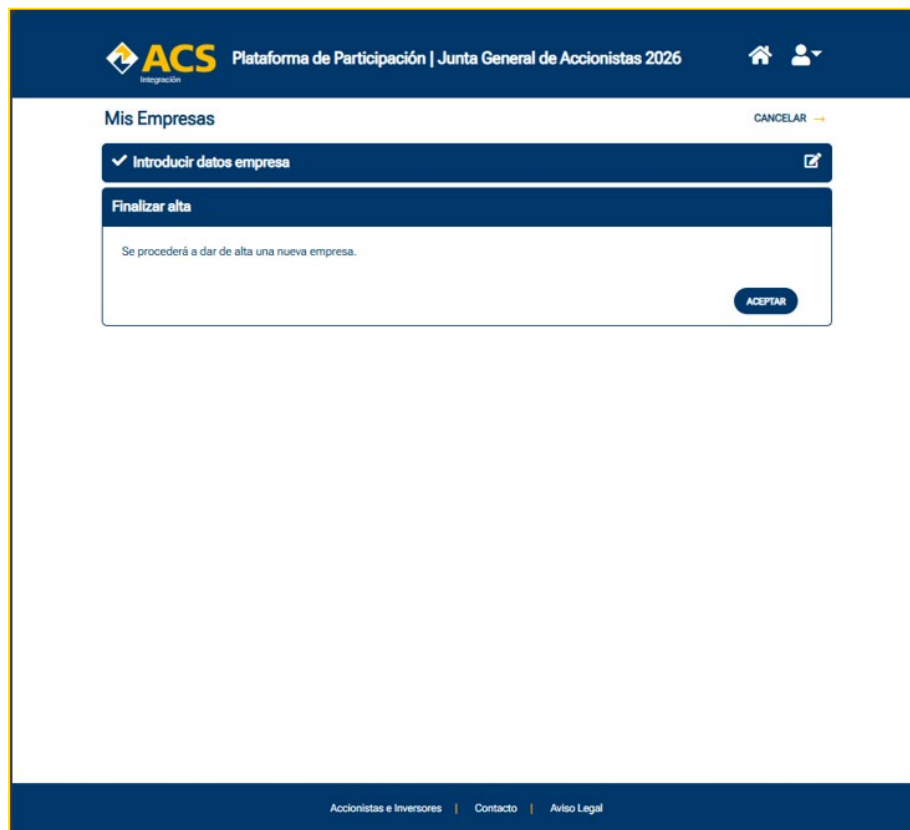 ACS
Integración
Plataforma de Participación | Junta General de Accionistas 2026
Mis Empresas
CANCELAR →
Introducir datos empresa
Finalizar alta
Se procederá a dar de alta una nueva empresa.
ACEPTAR
Accionistas e Inversores | Contacto | Aviso Legal